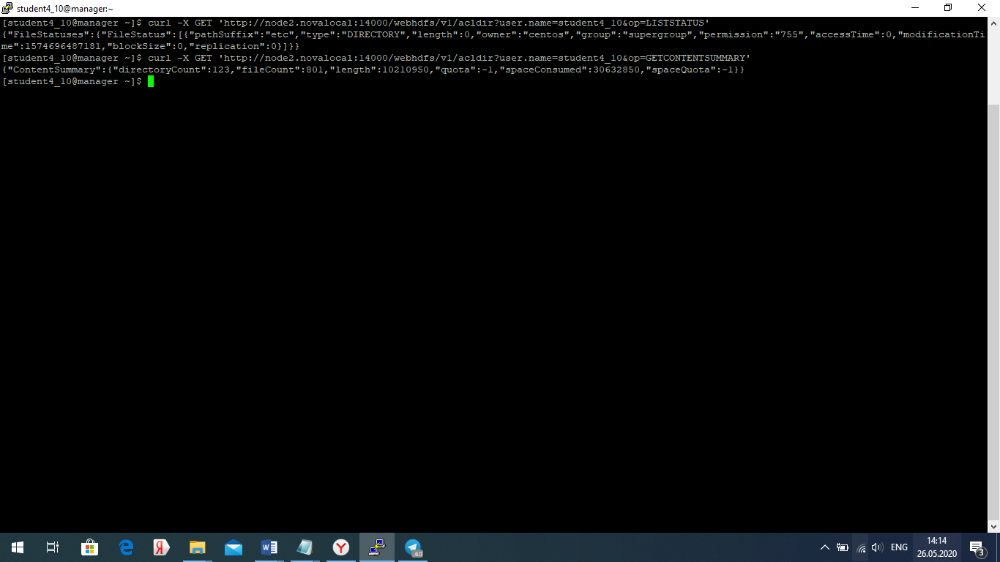 student4_10@manager:~
[student4_10@manager ~]$ curl -X GET 'http://node2.novalocal:14000/webhdfs/v1/acldir?user.name=student4_10&op=LISTSTATUS'
{"FileStatuses":{"FileStatus":[{"pathSuffix":"etc","type":"DIRECTORY","length":0,"owner":"centos","group":"supergroup","permission":"755","accessTime":0,"modificationTi
me":1574696487181,"blockSize":0,"replication":0}]}}
[student4_10@manager ~]$ curl -X GET 'http://node2.novalocal:14000/webhdfs/v1/acldir?user.name=student4_10&op=GETCONTENTSUMMARY'
{"ContentSummary":{"directoryCount":123,"fileCount":801,"length":10210950,"quota":-1,"spaceConsumed":30632850,"spaceQuota":-1}}
[student4_10@manager ~]$
.60
ENG
14:14
26.05.2020
3